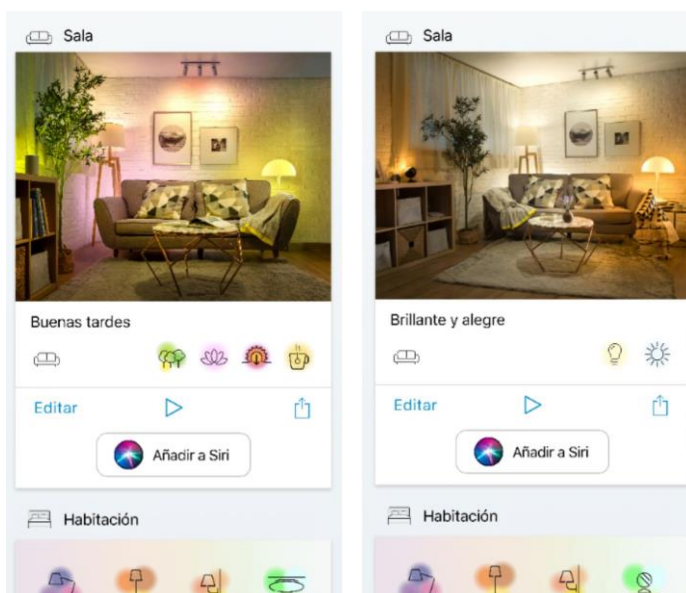 Sala
Buenas tardes
Editar
Añadir a Siri
Habitación
Sala
Brillante y alegre
Editar
Añadir a Siri
Habitación